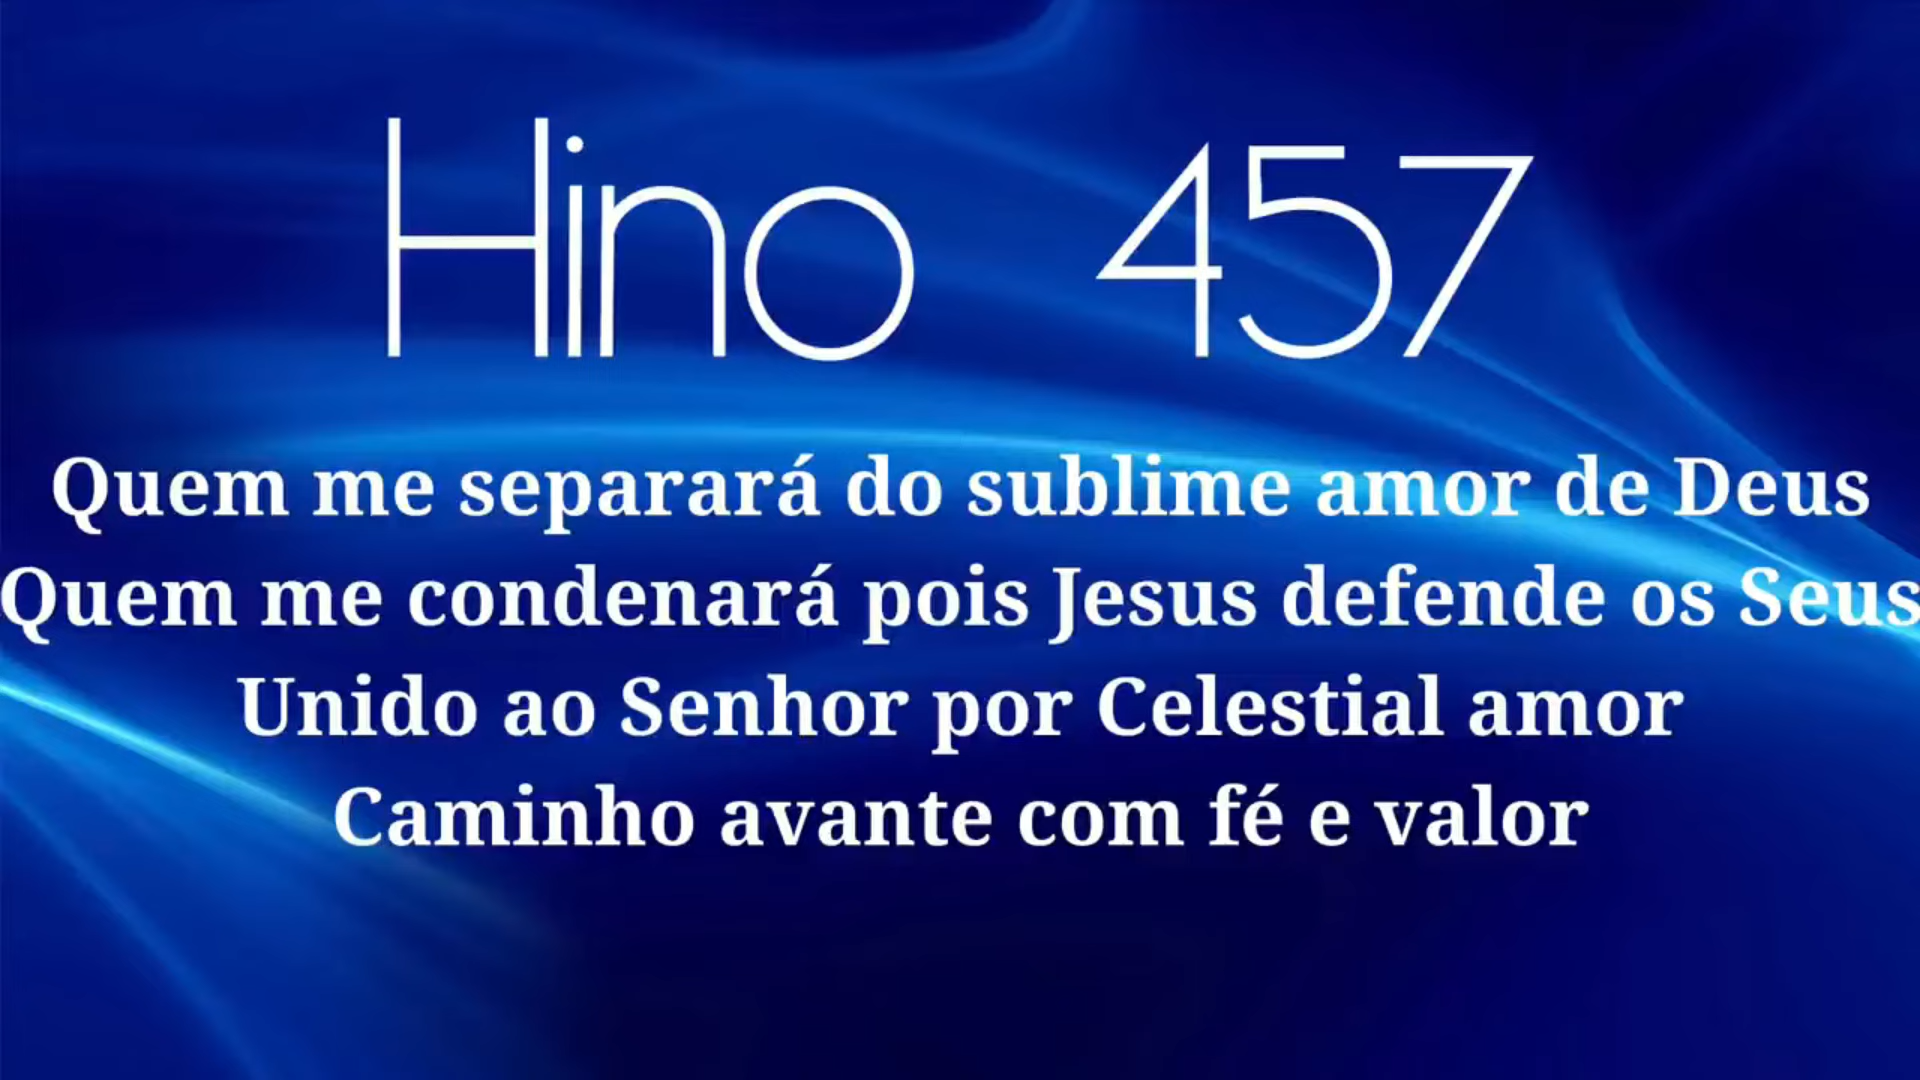 Hino 457
Quem me separará do sublime amor de Deus
Quem me condenará pois Jesus defende os Seus
Unido ao Senhor por Celestial amor
Caminho avante com fé e valor